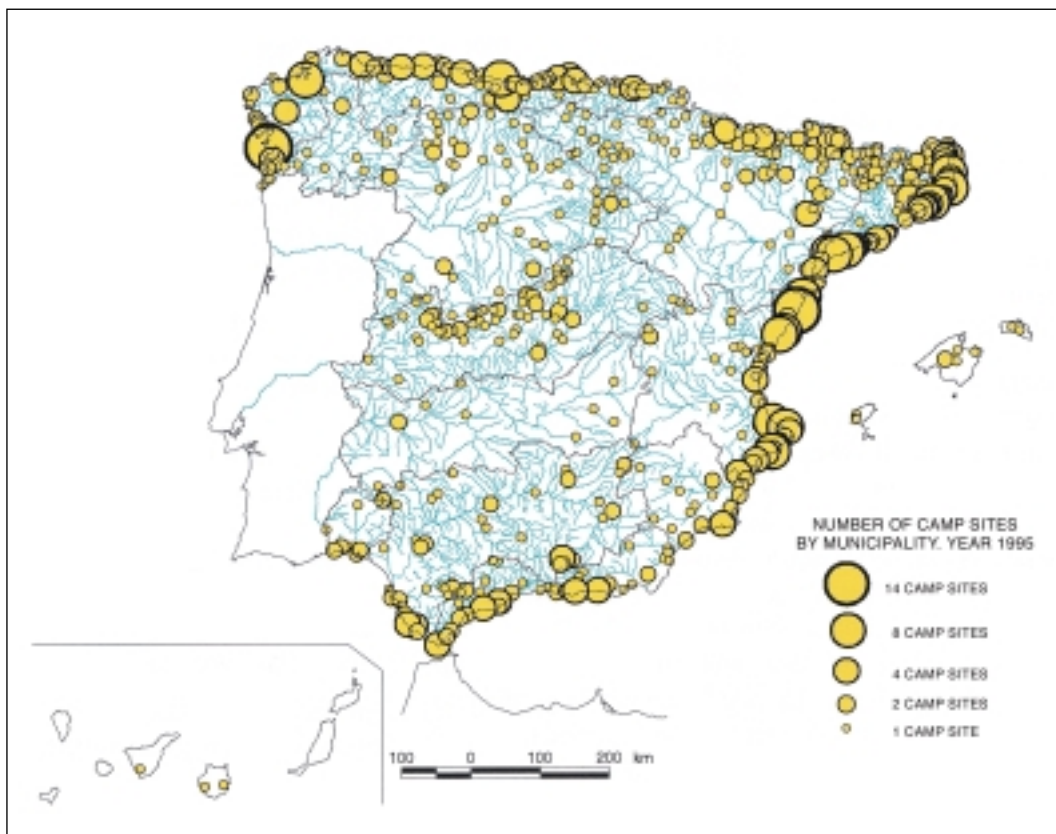 NUMBER OF CAMP SITES
BY MUNICIPALITY. YEAR 1995
14 CAMP SITES
8 CAMP SITES
4 CAMP SITES
2 CAMP SITES
1 CAMP SITE
100 0 100 200 km